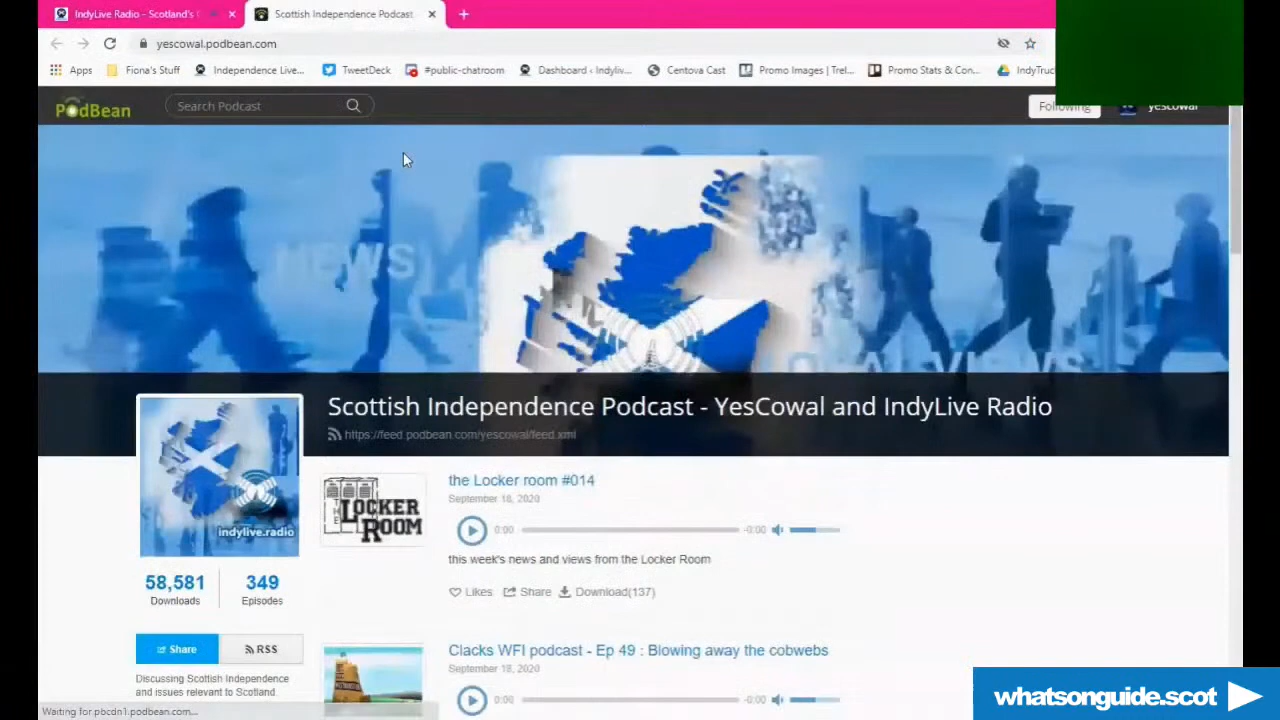 IndyLive Radio - Scotland's
Scottish Independence Podcast
yescowal.podbean.com
Apps
Fiona's Stuff
Independence Live...
TweetDeck
#public-chatroom
Dashboard ‹ Indyliv...
Centova Cast
Promo Images | Trel...
Promo Stats & Con...
IndyTruc
PodBean
Search Podcast
Following
yescowal
NEWS
VIEWS
Scottish Independence Podcast - YesCowal and IndyLive Radio
https://feed.podbean.com/yescowal/feed.xml
indylive.radio
58,581
Downloads
349
Episodes
Share
RSS
Discussing Scottish Independence
and issues relevant to Scotland.
THE
LOCKER
ROOM
the Locker room #014
September 18, 2020
0:00
-0:00
this week's news and views from the Locker Room
Likes
Share
Download(137)
Clacks WFI podcast - Ep 49 : Blowing away the cobwebs
September 18, 2020
0:00
-0:00
Waiting for pbcdn1.podbean.com...
whatsonguide.scot